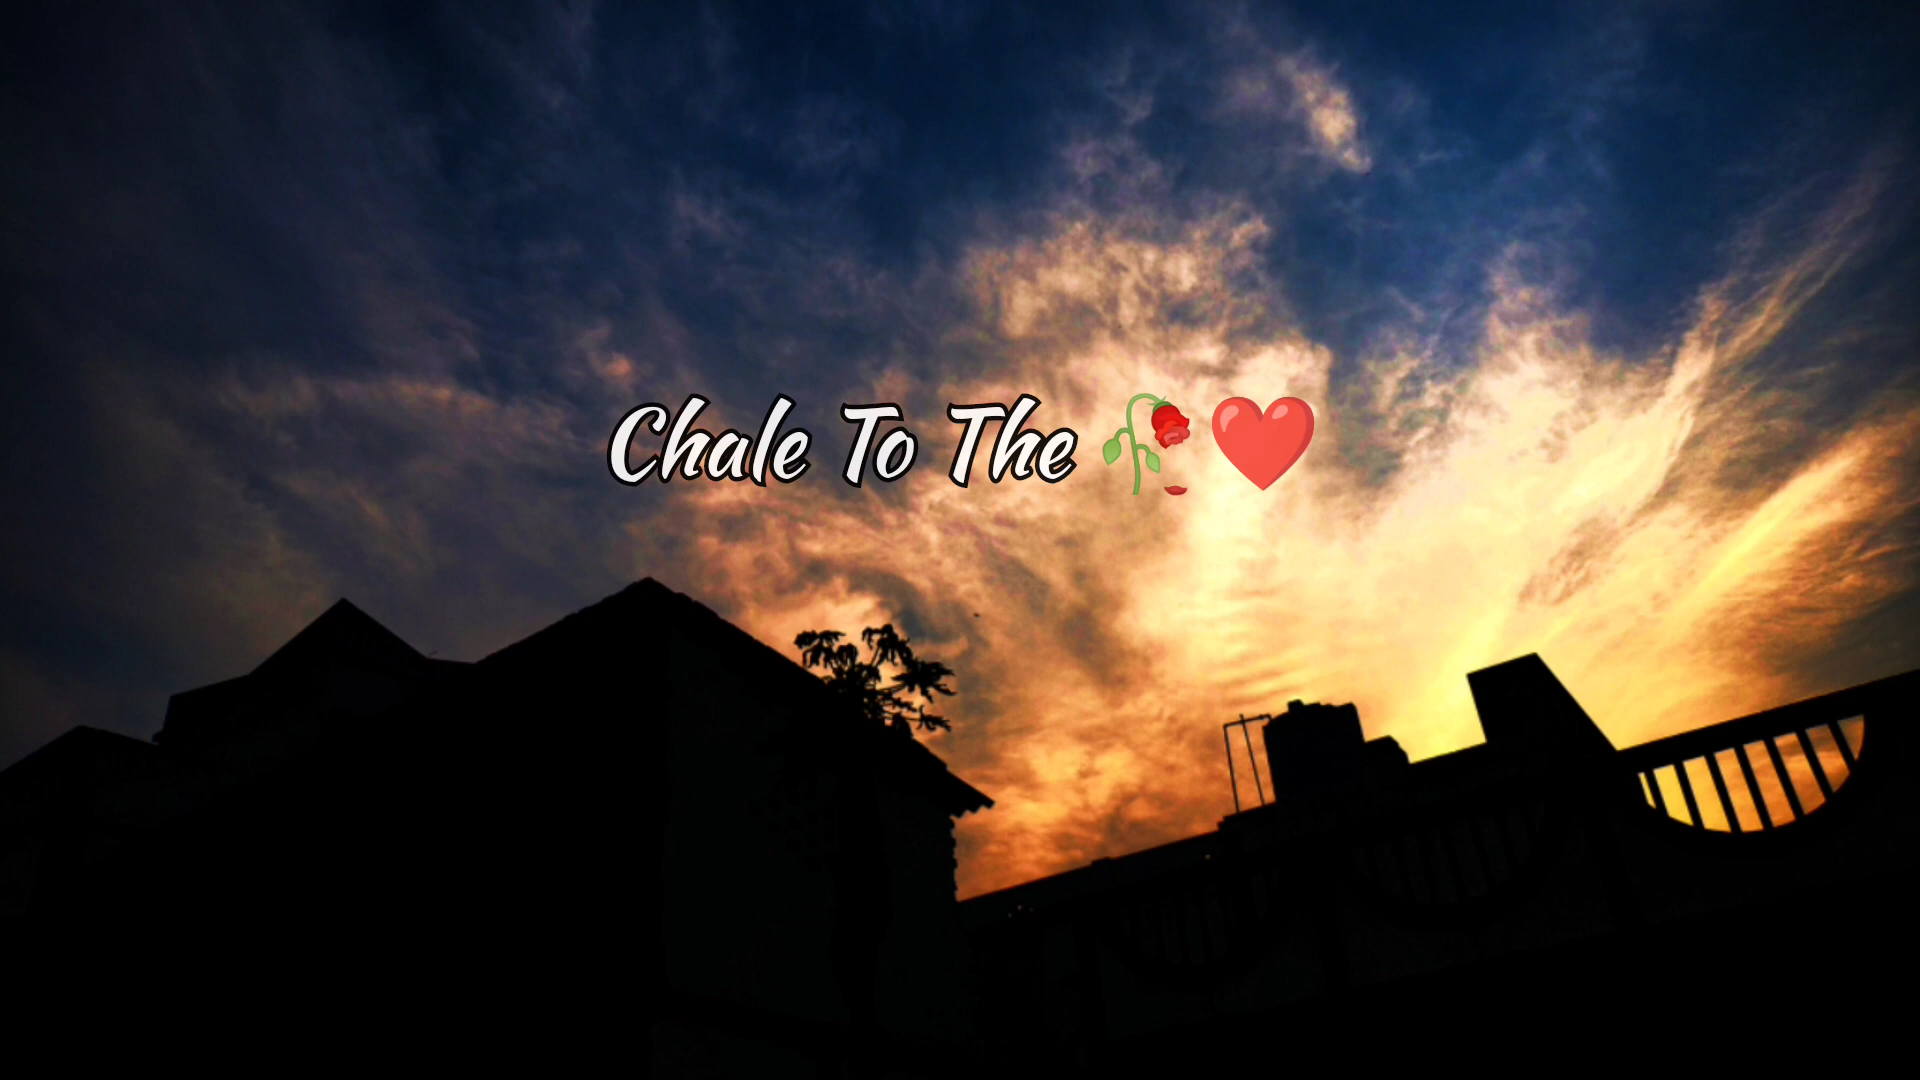 Chale To The 🥀❤️